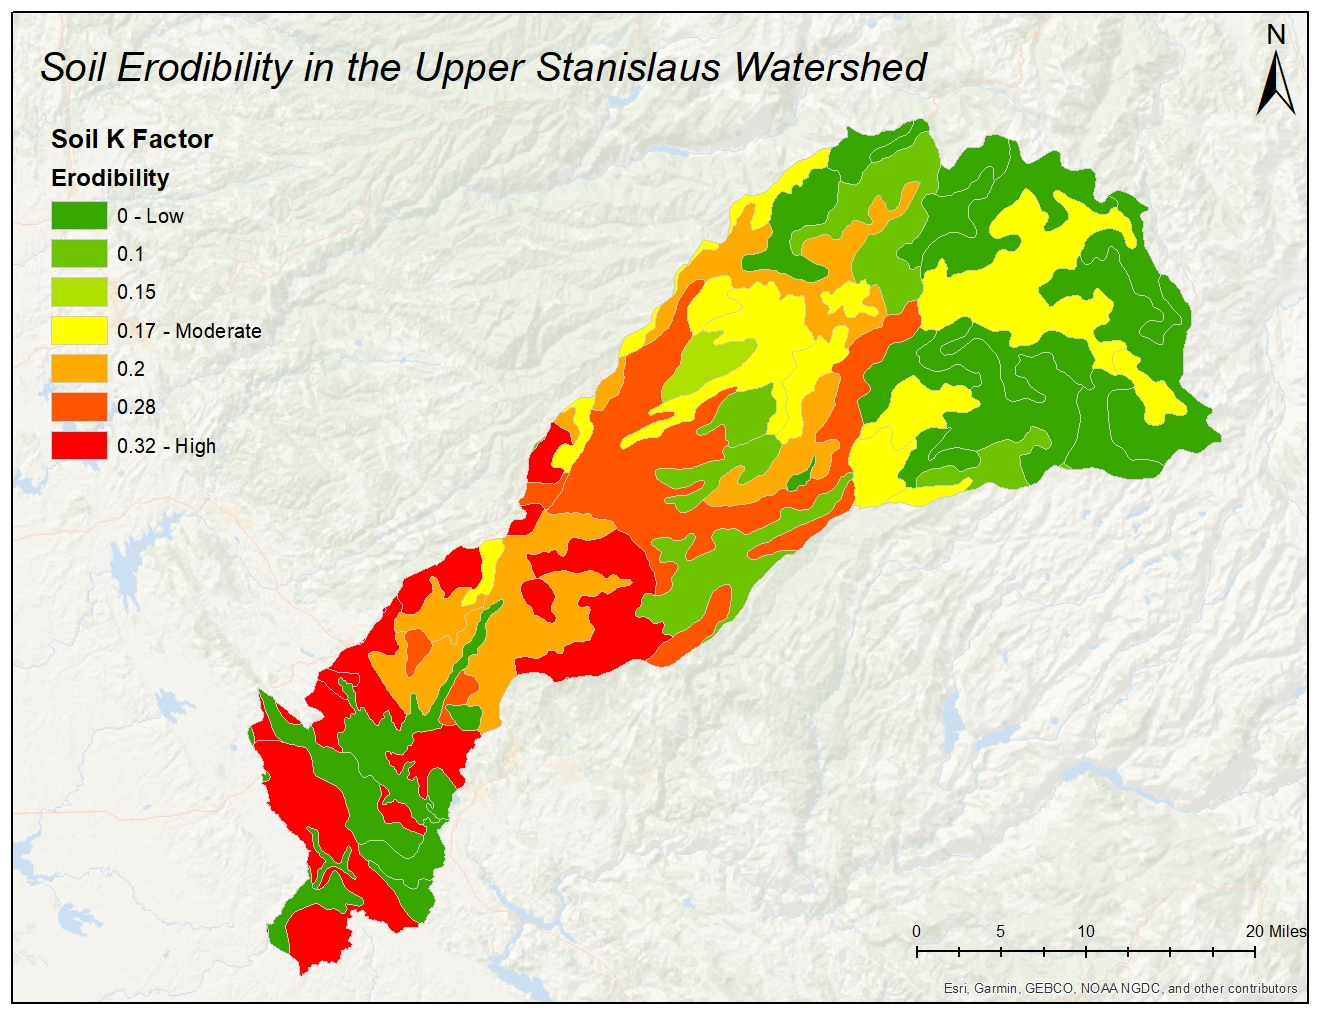 Soil Erodibility in the Upper Stanislaus Watershed
N
Soil K Factor
Erodibility
0 - Low
0.1
0.15
0.17 - Moderate
0.2
0.28
0.32 - High
0 5 10 20 Miles
Esri, Garmin, GEBCO, NOAA NGDC, and other contributors